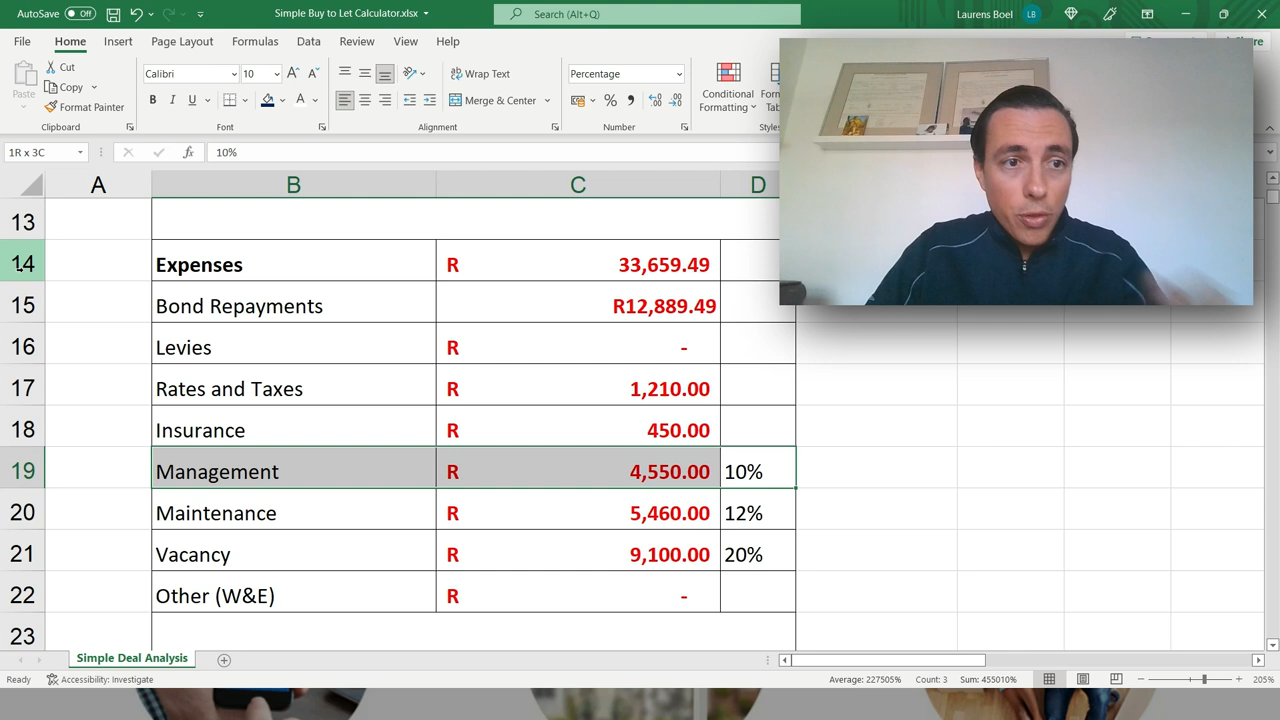 AutoSave Off Simple Buy to Let Calculator.xlsx Search (Alt+Q) Laurens Boel LB
File Home Insert Page Layout Formulas Data Review View Help Share
Paste Cut Calibri 10 Wrap Text Percentage Conditional Formatting
Copy
Format Painter B I U A Merge & Center % ,
Clipboard Font Alignment Number Styles
1R x 3C fx 10%
A B C D
13
14 Expenses R 33,659.49
15 Bond Repayments R12,889.49
16 Levies R -
17 Rates and Taxes R 1,210.00
18 Insurance R 450.00
19 Management R 4,550.00 10%
20 Maintenance R 5,460.00 12%
21 Vacancy R 9,100.00 20%
22 Other (W&E) R -
23
Simple Deal Analysis
Ready Accessibility: Investigate Average: 227505% Count: 3 Sum: 455010% 205%